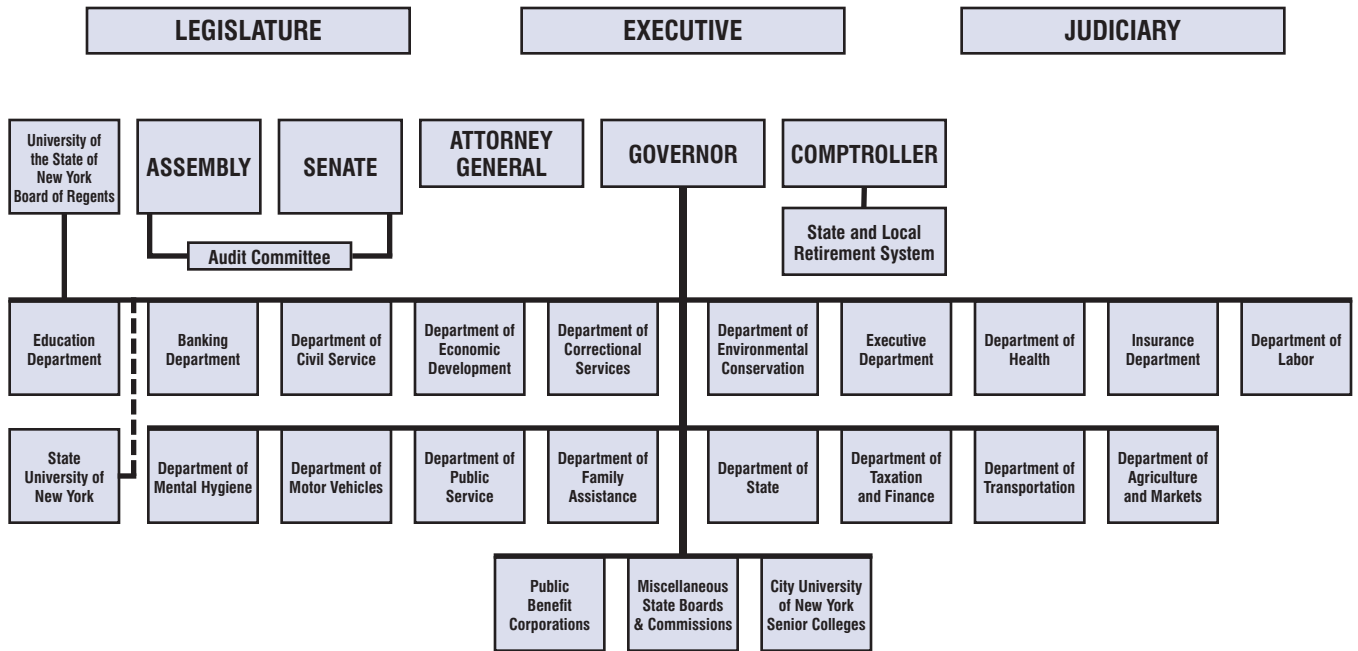 LEGISLATURE
EXECUTIVE
JUDICIARY
University of
the State of
New York
Board of Regents
ASSEMBLY
SENATE
ATTORNEY
GENERAL
GOVERNOR
COMPTROLLER
Audit Committee
State and Local
Retirement System
Education
Department
Banking
Department
Department of
Civil Service
Department of
Economic
Development
Department of
Correctional
Services
Department of
Environmental
Conservation
Executive
Department
Department of
Health
Insurance
Department
Department of
Labor
State
University of
New York
Department of
Mental Hygiene
Department of
Motor Vehicles
Department of
Public
Service
Department of
Family
Assistance
Department of
State
Department of
Taxation
and Finance
Department of
Transportation
Department of
Agriculture
and Markets
Public
Benefit
Corporations
Miscellaneous
State Boards
& Commissions
City University
of New York
Senior Colleges